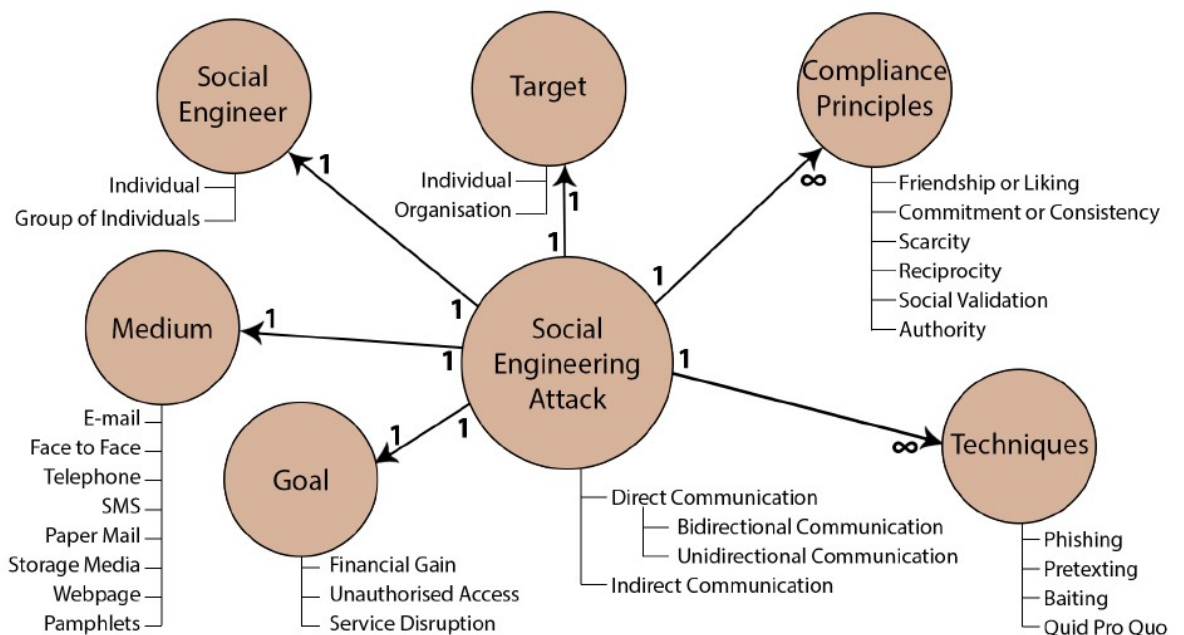 Social
Engineer
Individual
Group of Individuals
Target
Individual
Organisation
Compliance
Principles
Friendship or Liking
Commitment or Consistency
Scarcity
Reciprocity
Social Validation
Authority
1
1
∞
1
1
1
Medium
1
1
E-mail
Face to Face
Telephone
SMS
Paper Mail
Storage Media
Webpage
Pamphlets
Social
Engineering
Attack
Direct Communication
Bidirectional Communication
Unidirectional Communication
Indirect Communication
1
1
Goal
Financial Gain
Unauthorised Access
Service Disruption
1
∞
Techniques
Phishing
Pretexting
Baiting
Quid Pro Quo